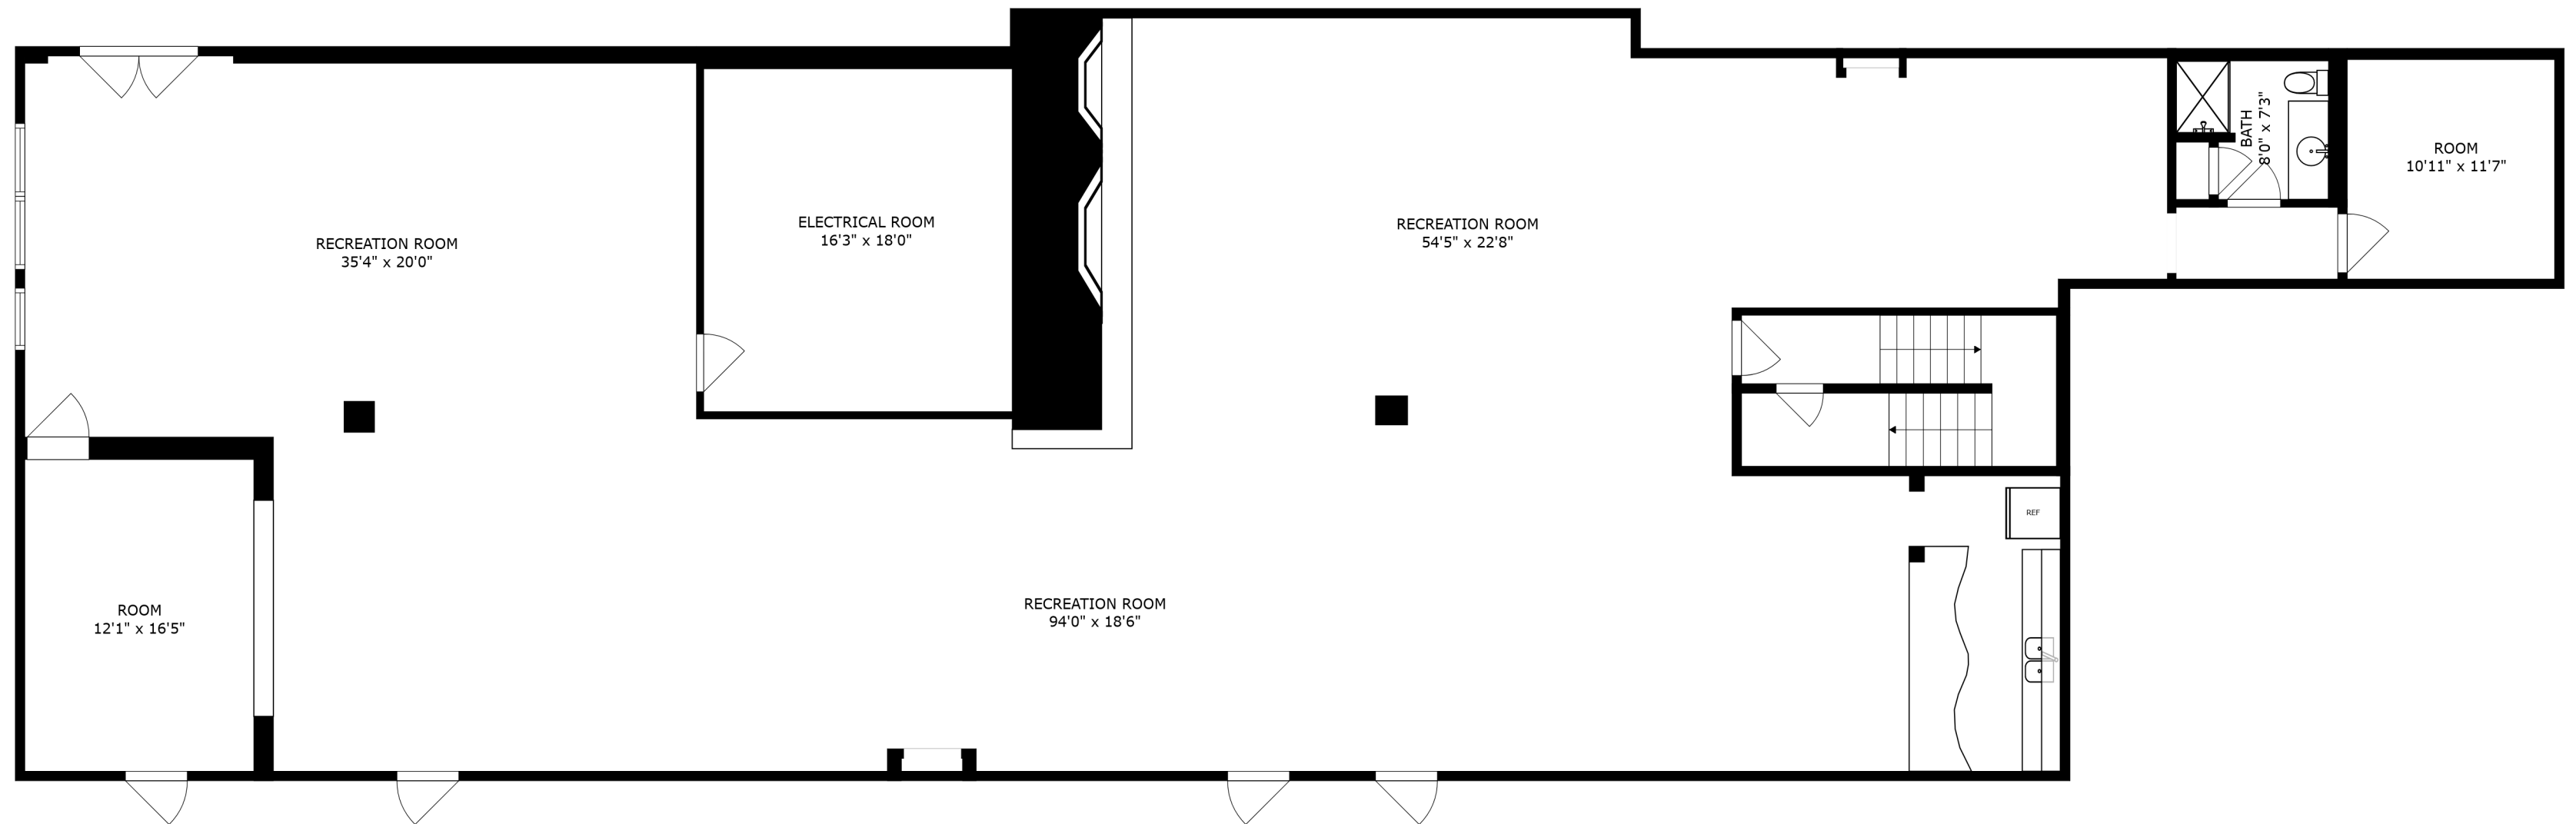 RECREATION ROOM
35'4" x 20'0"
ELECTRICAL ROOM
16'3" x 18'0"
RECREATION ROOM
54'5" x 22'8"
BATH
8'0" x 7'3"
ROOM
10'11" x 11'7"
REF
ROOM
12'1" x 16'5"
RECREATION ROOM
94'0" x 18'6"